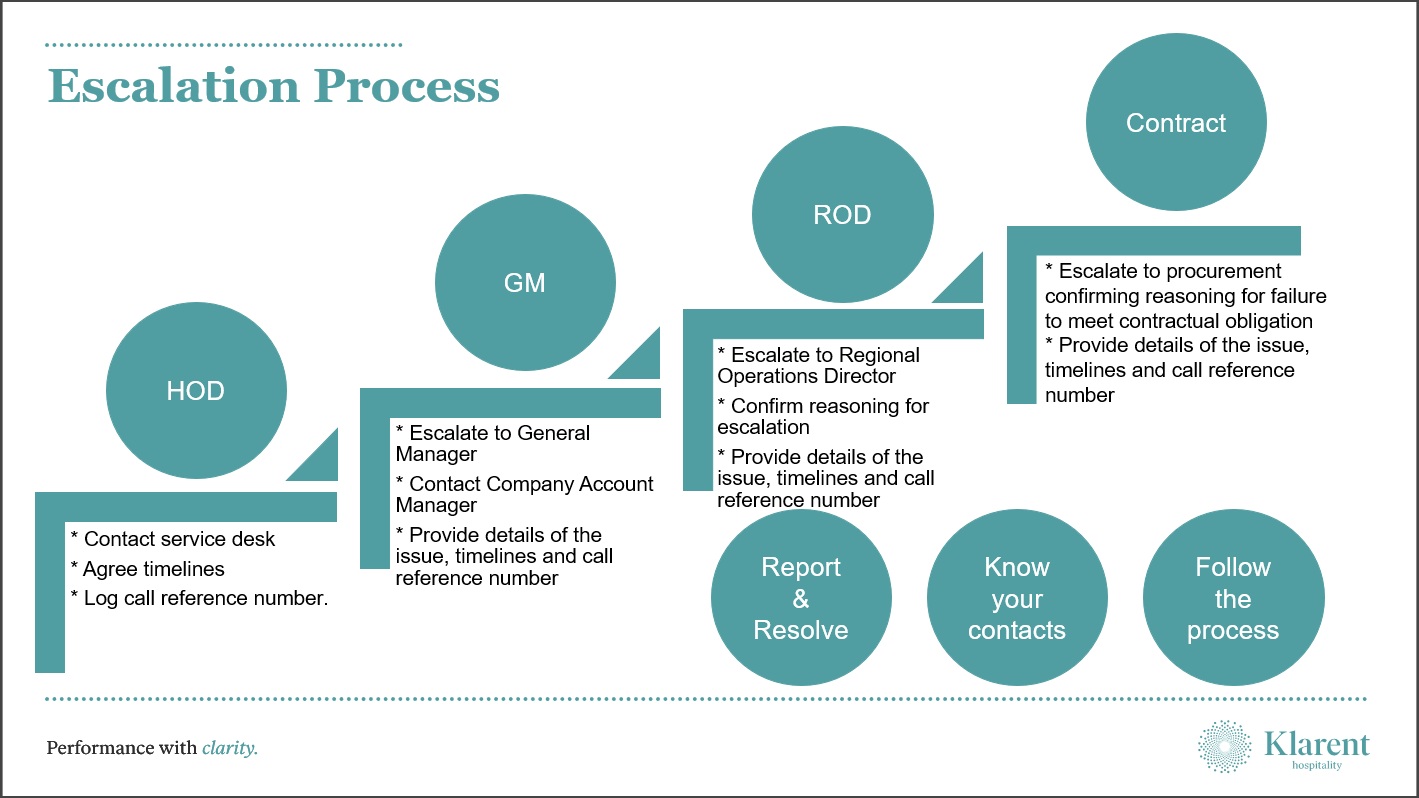 Escalation Process
HOD
* Contact service desk
* Agree timelines
* Log call reference number.
GM
* Escalate to General
Manager
* Contact Company Account
Manager
* Provide details of the
issue, timelines and call
reference number
ROD
* Escalate to Regional
Operations Director
* Confirm reasoning for
escalation
* Provide details of the
issue, timelines and call
reference number
Contract
* Escalate to procurement
confirming reasoning for failure
to meet contractual obligation
* Provide details of the issue,
timelines and call reference
number
Report
&
Resolve
Know
your
contacts
Follow
the
process
Performance with clarity.
Klarent
hospitality